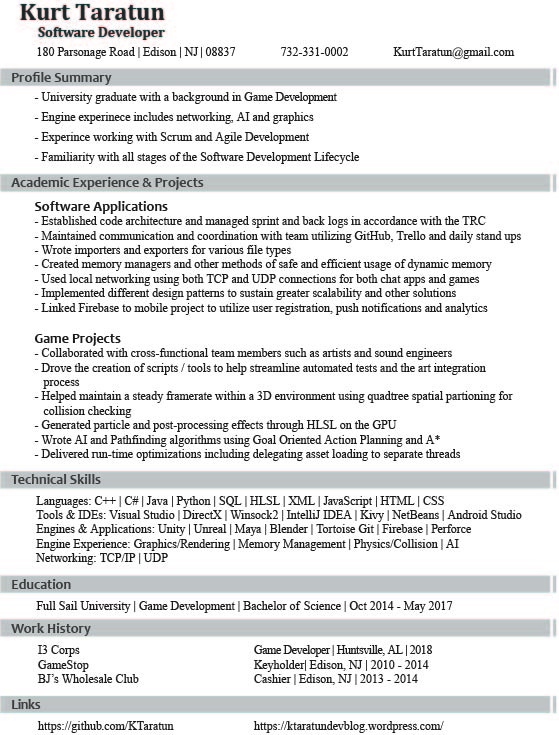 Kurt Taratun
Software Developer
180 Parsonage Road | Edison | NJ | 08837 732-331-0002 KurtTaratun@gmail.com
Profile Summary
- University graduate with a background in Game Development
- Engine experinece includes networking, AI and graphics
- Experince working with Scrum and Agile Development
- Familiarity with all stages of the Software Development Lifecycle
Academic Experience & Projects
Software Applications
- Established code architecture and managed sprint and back logs in accordance with the TRC
- Maintained communication and coordination with team utilizing GitHub, Trello and daily stand ups
- Wrote importers and exporters for various file types
- Created memory managers and other methods of safe and efficient usage of dynamic memory
- Used local networking using both TCP and UDP connections for both chat apps and games
- Implemented different design patterns to sustain greater scalability and other solutions
- Linked Firebase to mobile project to utilize user registration, push notifications and analytics
Game Projects
- Collaborated with cross-functional team members such as artists and sound engineers
- Drove the creation of scripts / tools to help streamline automated tests and the art integration
process
- Helped maintain a steady framerate within a 3D environment using quadtree spatial partioning for
collision checking
- Generated particle and post-processing effects through HLSL on the GPU
- Wrote AI and Pathfinding algorithms using Goal Oriented Action Planning and A*
- Delivered run-time optimizations including delegating asset loading to separate threads
Technical Skills
Languages: C++ | C# | Java | Python | SQL | HLSL | XML | JavaScript | HTML | CSS
Tools & IDEs: Visual Studio | DirectX | Winsock2 | IntelliJ IDEA | Kivy | NetBeans | Android Studio
Engines & Applications: Unity | Unreal | Maya | Blender | Tortoise Git | Firebase | Perforce
Engine Experience: Graphics/Rendering | Memory Management | Physics/Collision | AI
Networking: TCP/IP | UDP
Education
Full Sail University | Game Development | Bachelor of Science | Oct 2014 - May 2017
Work History
I3 Corps Game Developer | Huntsville, AL | 2018
GameStop Keyholder| Edison, NJ | 2010 - 2014
BJ's Wholesale Club Cashier | Edison, NJ | 2013 - 2014
Links
https://github.com/KTaratun https://ktaratundevblog.wordpress.com/